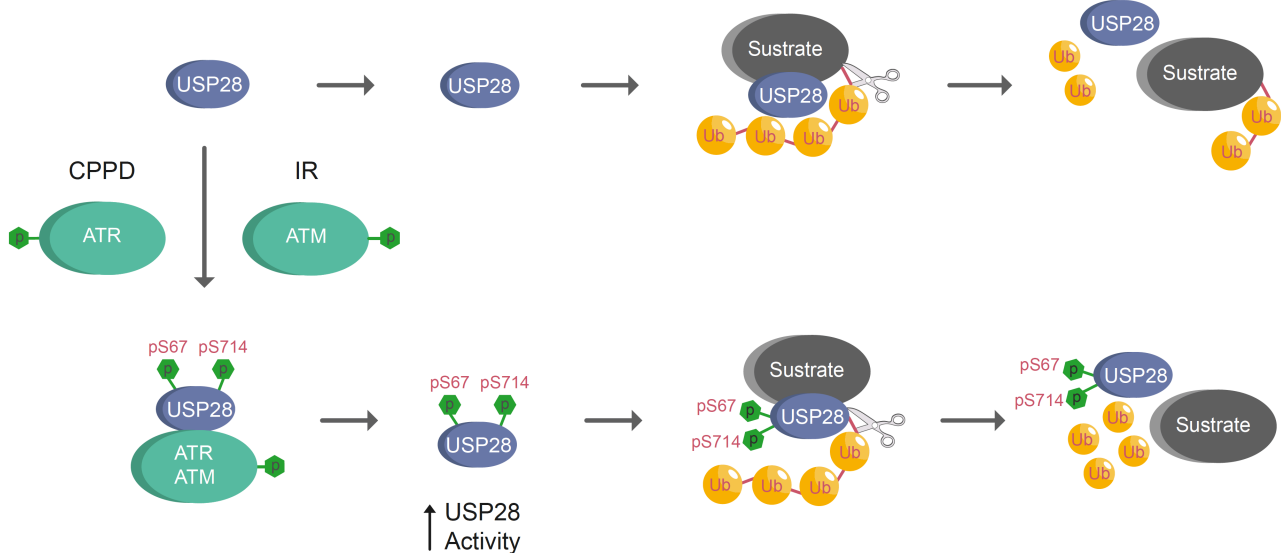 USP28
USP28
Sustrate
USP28
Ub
Ub
Ub
Ub
USP28
Ub
Ub
Sustrate
Ub
Ub
CPPD
IR
p
ATR
ATM
p
pS67
pS714
p
p
USP28
ATR
ATM
p
pS67
pS714
p
p
USP28
USP28
Activity
Sustrate
pS67
p
USP28
pS714
p
Ub
Ub
Ub
Ub
pS67
p
USP28
pS714
p
Ub
Ub
Ub
Ub
Sustrate